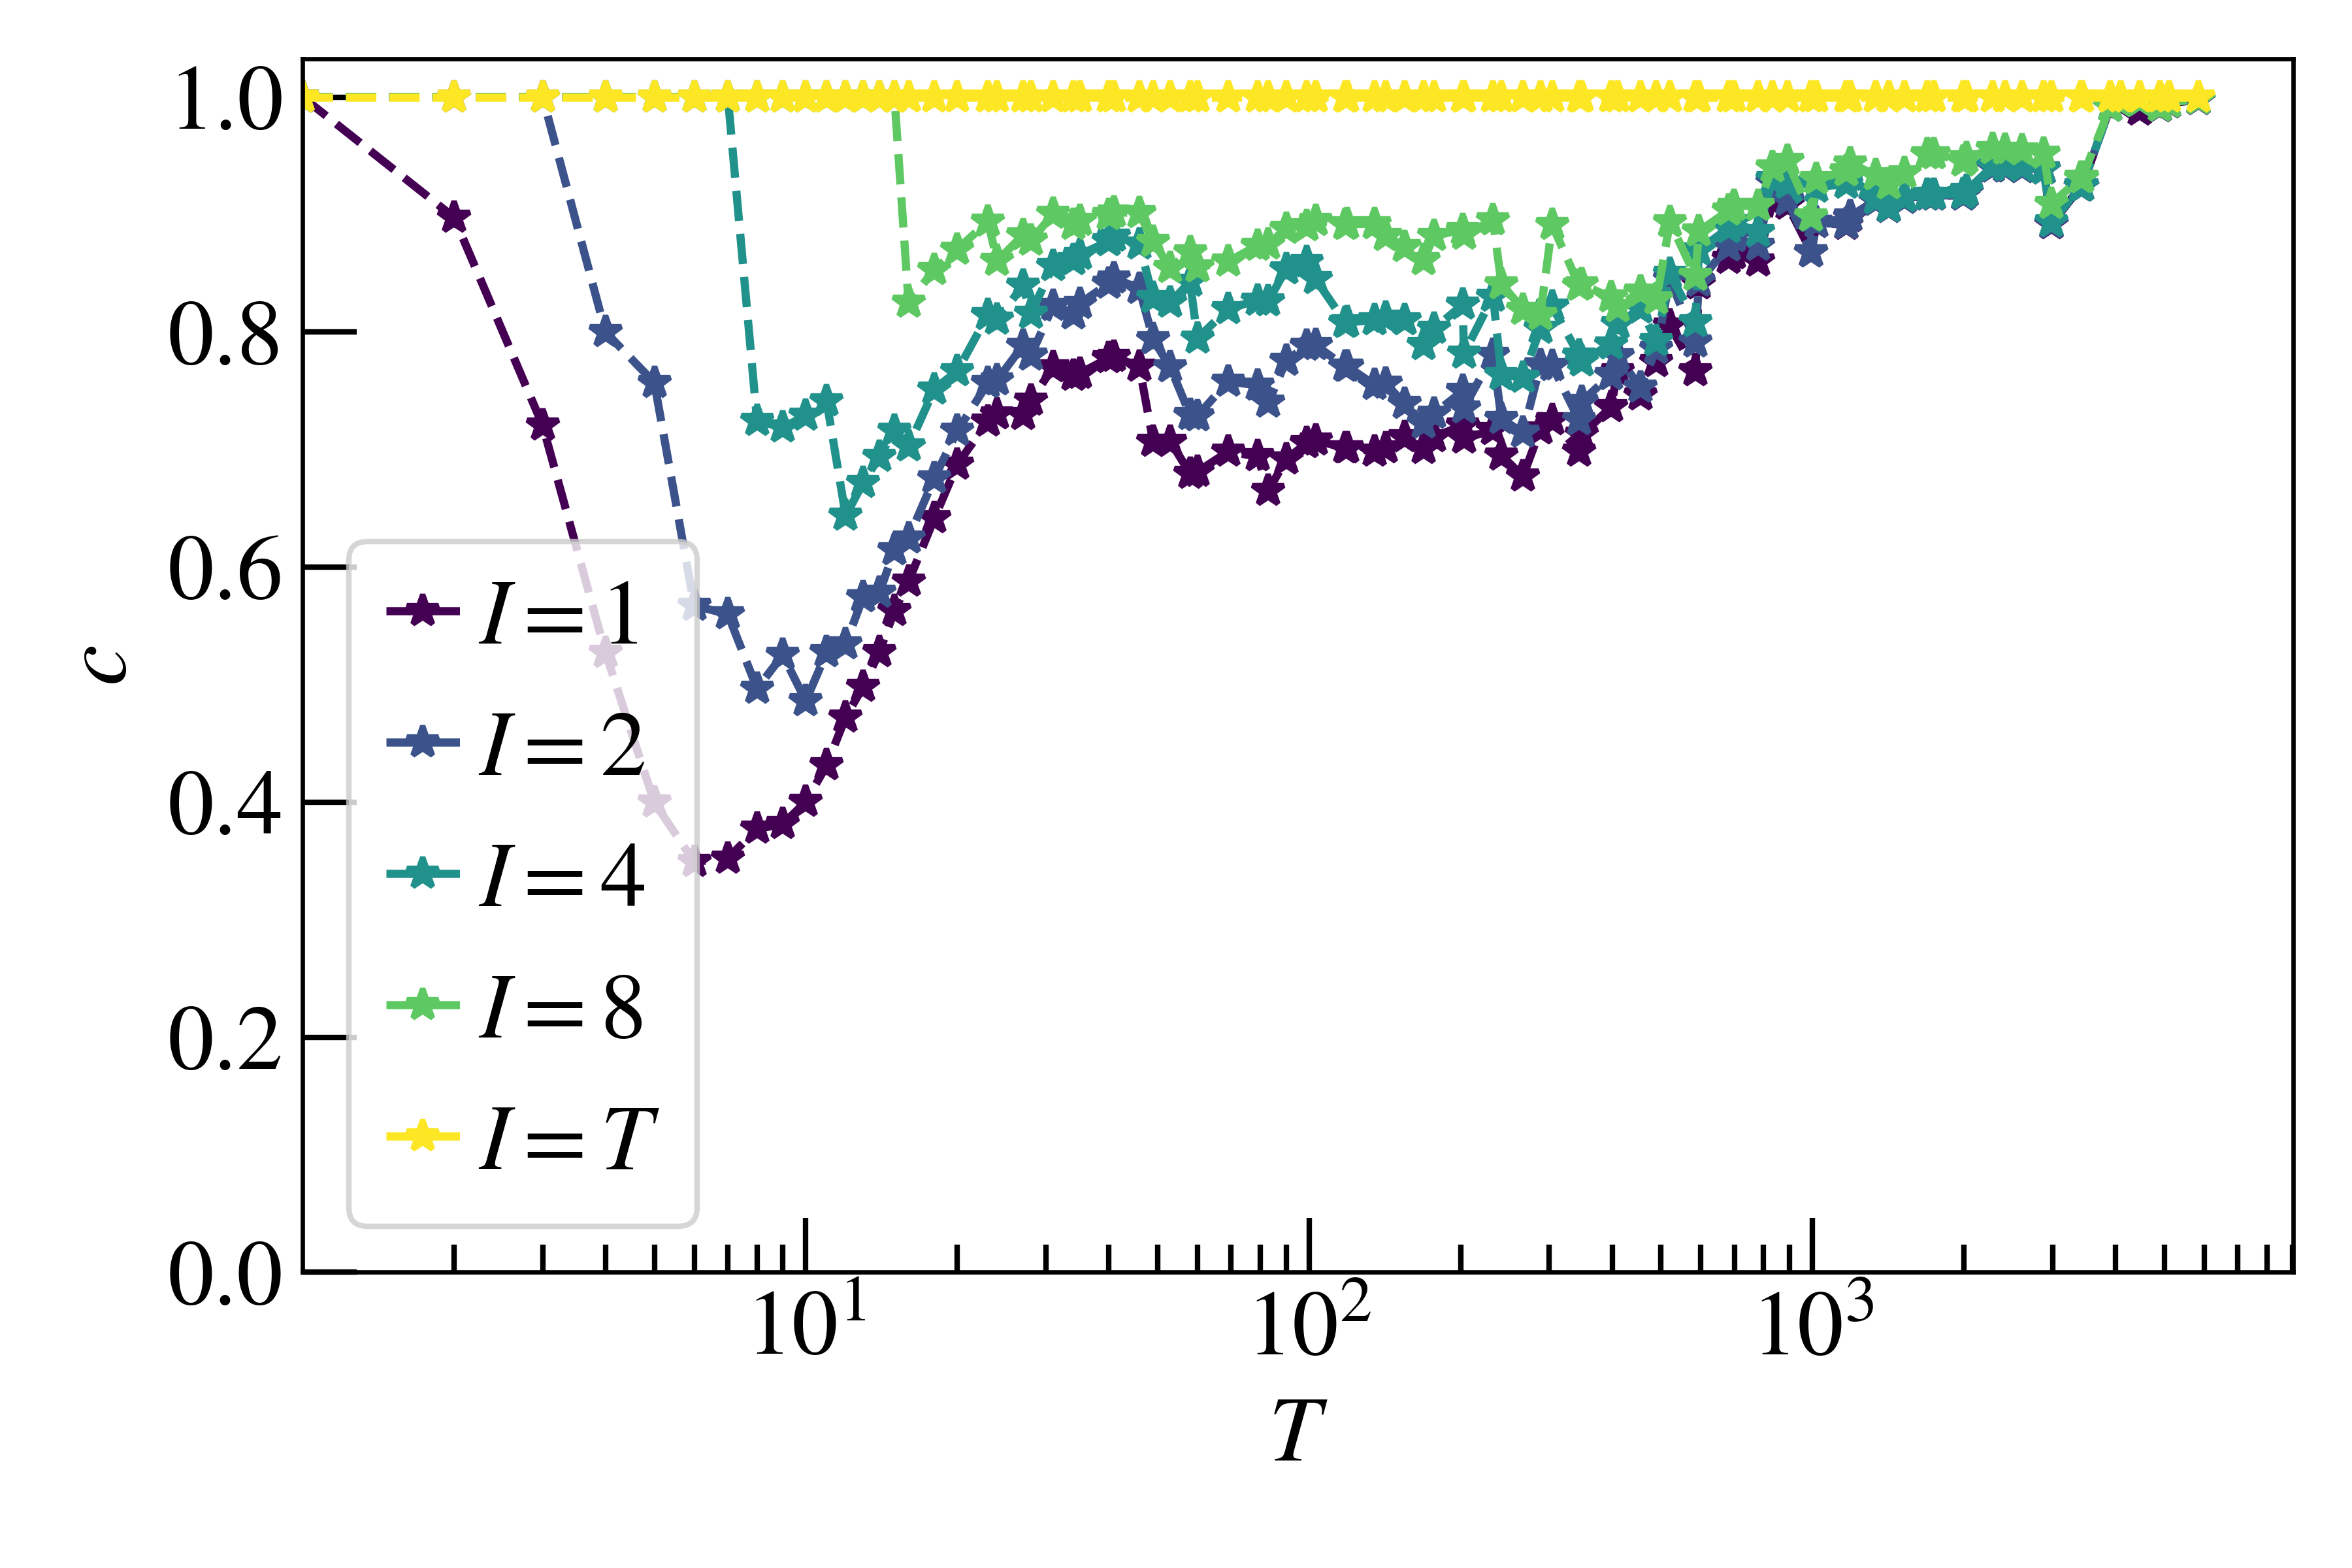 1.0
0.8
0.6
0.4
0.2
0.0
c
I = 1
I = 2
I = 4
I = 8
I = T
10¹ 10² 10³
T